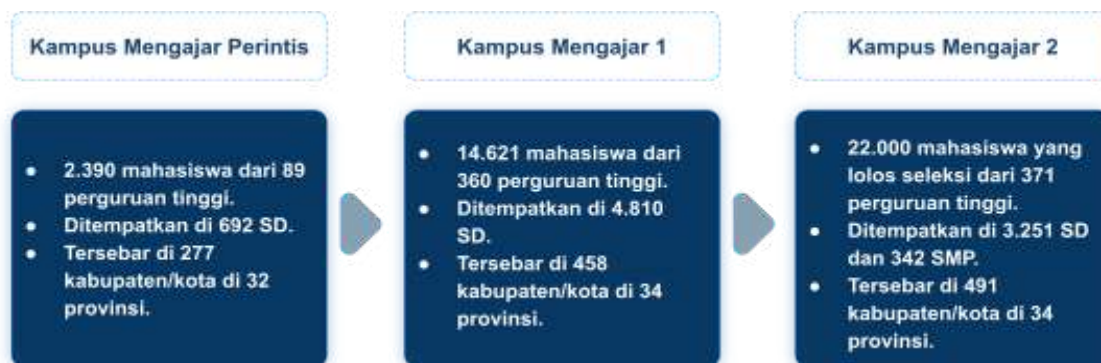 Kampus Mengajar Perintis
● 2.390 mahasiswa dari 89
perguruan tinggi.
● Ditempatkan di 692 SD.
● Tersebar di 277
kabupaten/kota di 32
provinsi.
Kampus Mengajar 1
● 14.621 mahasiswa dari
360 perguruan tinggi.
● Ditempatkan di 4.810
SD.
● Tersebar di 458
kabupaten/kota di 34
provinsi.
Kampus Mengajar 2
● 22.000 mahasiswa yang
lolos seleksi dari 371
perguruan tinggi.
● Ditempatkan di 3.251 SD
dan 342 SMP.
● Tersebar di 491
kabupaten/kota di 34
provinsi.